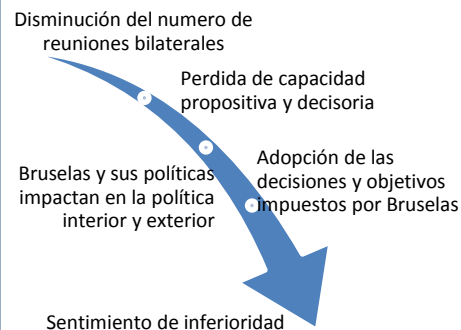 Disminución del numero de
reuniones bilaterales
Perdida de capacidad
propositiva y decisoria
Bruselas y sus políticas
impactan en la política
interior y exterior
Adopción de las
decisiones y objetivos
impuestos por Bruselas
Sentimiento de inferioridad